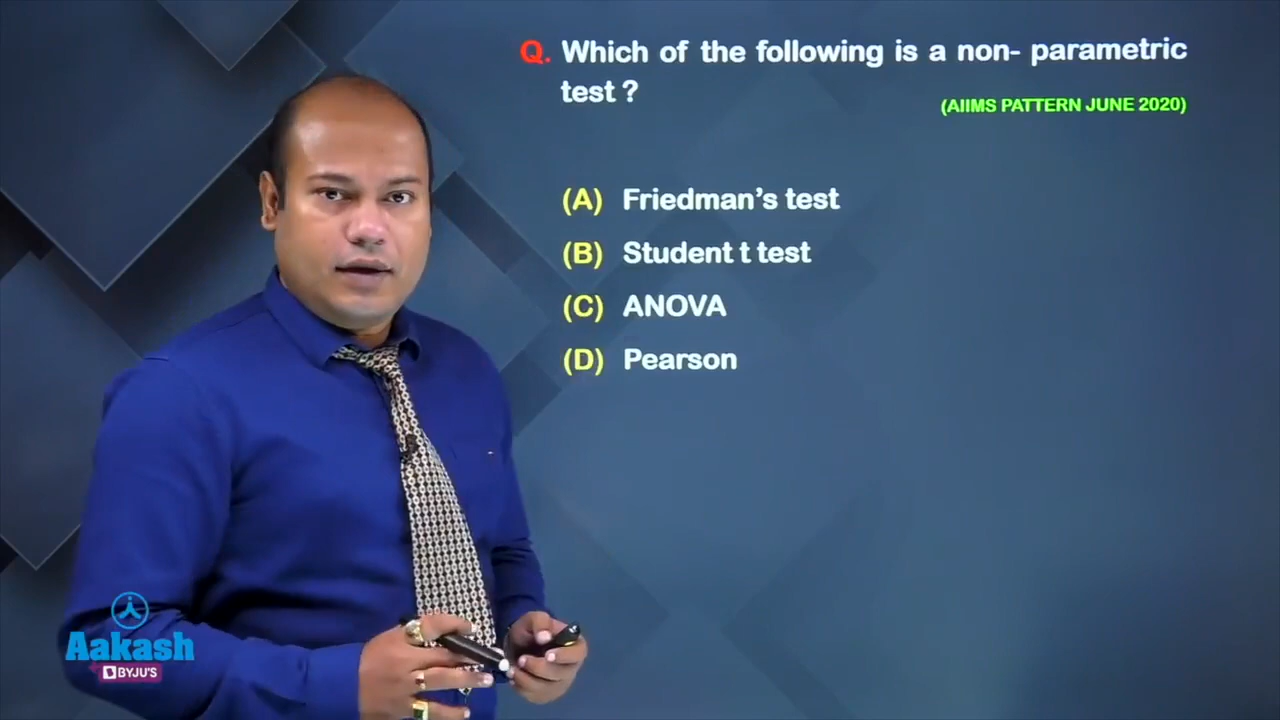 Q. Which of the following is a non- parametric
test ?
(AIIMS PATTERN JUNE 2020)
(A) Friedman's test
(B) Student t test
(C) ANOVA
(D) Pearson
Aakash
BYJU'S